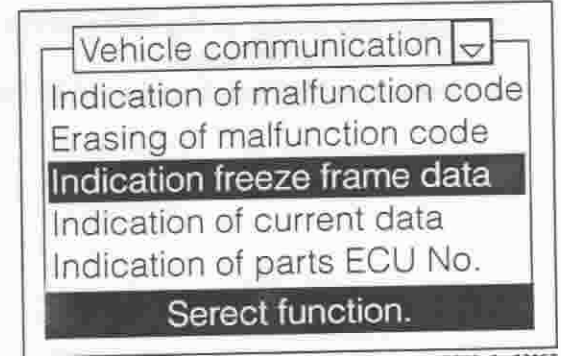 Vehicle communication
Indication of malfunction code
Erasing of malfunction code
Indication freeze frame data
Indication of current data
Indication of parts ECU No.
Serect function.